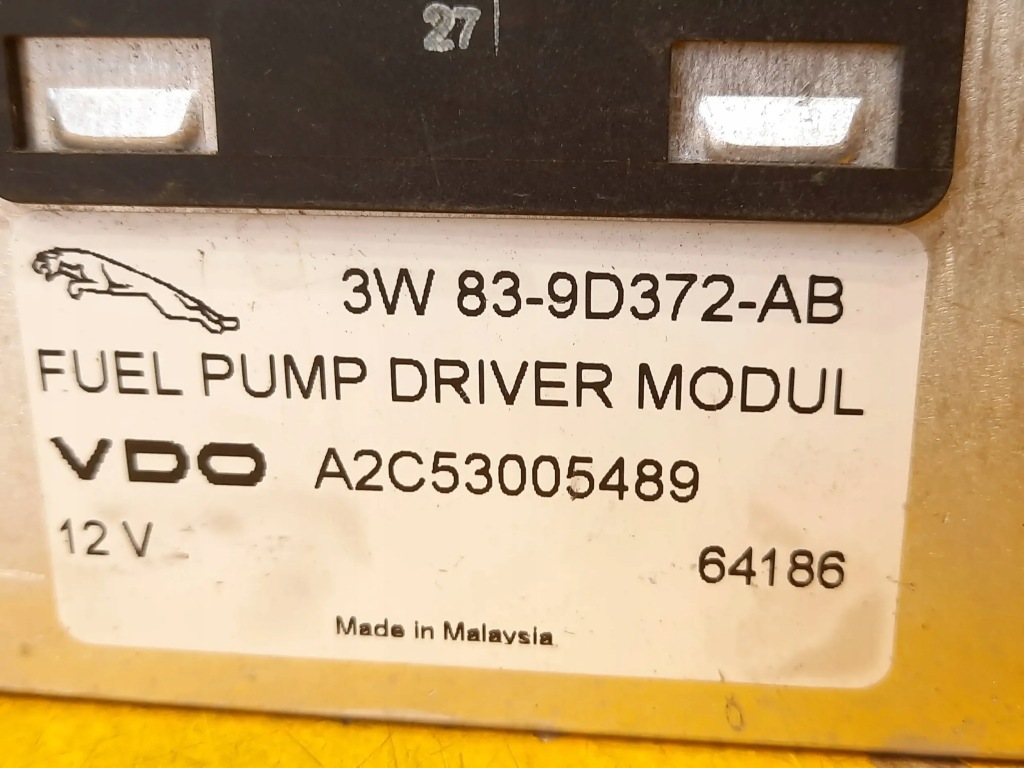 27
3W 83-9D372-AB
FUEL PUMP DRIVER MODUL
VDO A2C53005489
12 V 64186
Made in Malaysia